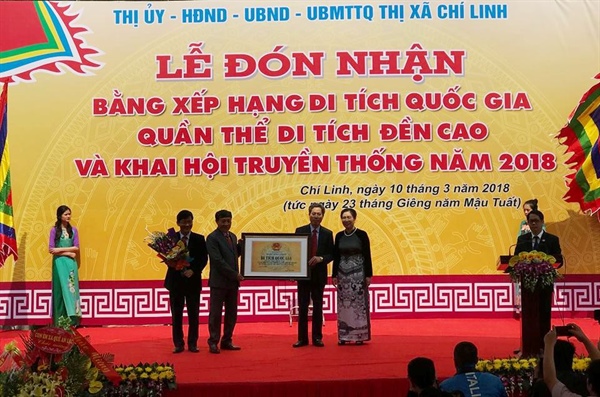 THỊ ỦY - HĐND - UBND - UBMTTQ THỊ XÃ CHÍ LINH
LỄ ĐÓN NHẬN
BẰNG XẾP HẠNG DI TÍCH QUỐC GIA
QUẦN THỂ DI TÍCH ĐỀN CAO
VÀ KHAI HỘI TRUYỀN THỐNG NĂM 2018
Chí Linh, ngày 10 tháng 3 năm 2018
(tức ngày 23 tháng Giêng năm Mậu Tuất)
DI TÍCH QUỐC GIA
ITALIA